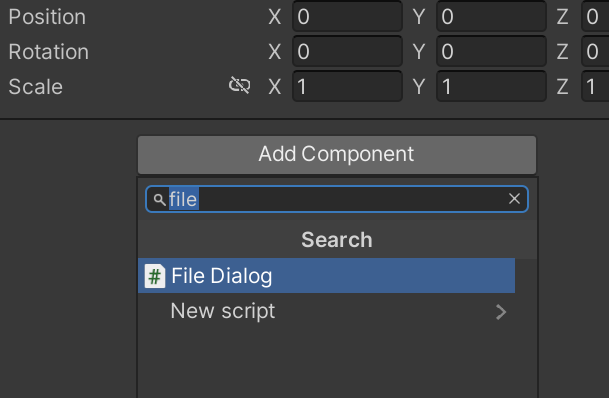 Position X 0 Y 0 Z 0
Rotation X 0 Y 0 Z 0
Scale X 1 Y 1 Z 1
Add Component
file
Search
# File Dialog
New script